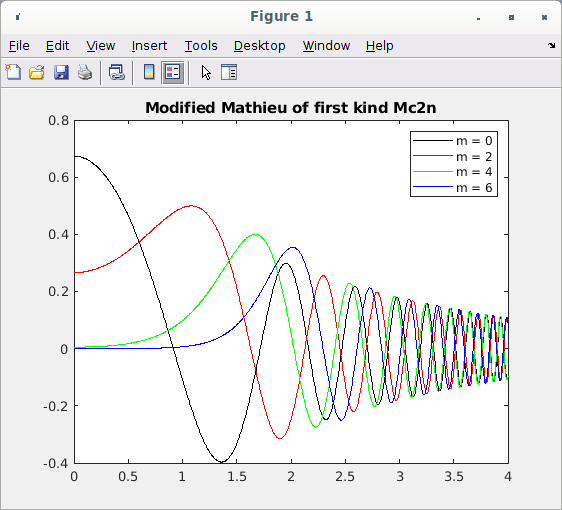 Figure 1
File Edit View Insert Tools Desktop Window Help
Modified Mathieu of first kind Mc2n
0.8
0.6
0.4
0.2
0
-0.2
-0.4
m = 0
m = 2
m = 4
m = 6
0 0.5 1 1.5 2 2.5 3 3.5 4